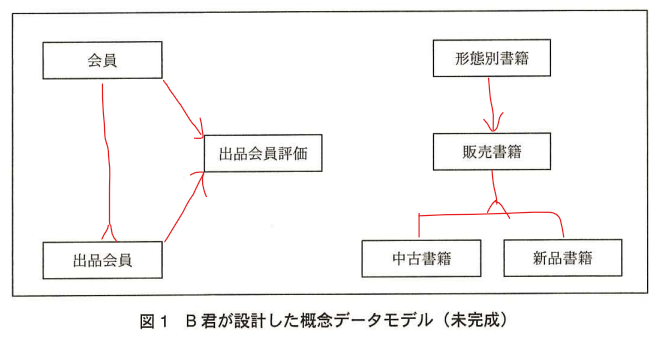 会員
形態別書籍
出品会員評価
販売書籍
出品会員
中古書籍
新品書籍
図1 B君が設計した概念データモデル（未完成）